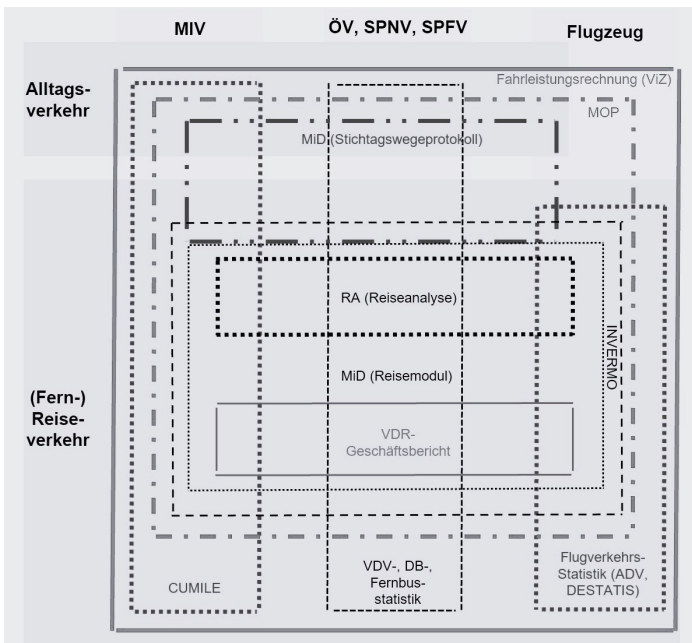 MIV
ÖV, SPNV, SPFV
Flugzeug
Alltags-
verkehr
Fahrleistungsrechnung (ViZ)
MOP
MiD (Stichtagswegeprotokoll)
RA (Reiseanalyse)
INVERMO
MiD (Reisemodul)
(Fern-)
Reise-
verkehr
VDR-
Geschäftsbericht
CUMILE
VDV-, DB-,
Fernbus-
statistik
Flugverkehrs-
Statistik (ADV,
DESTATIS)